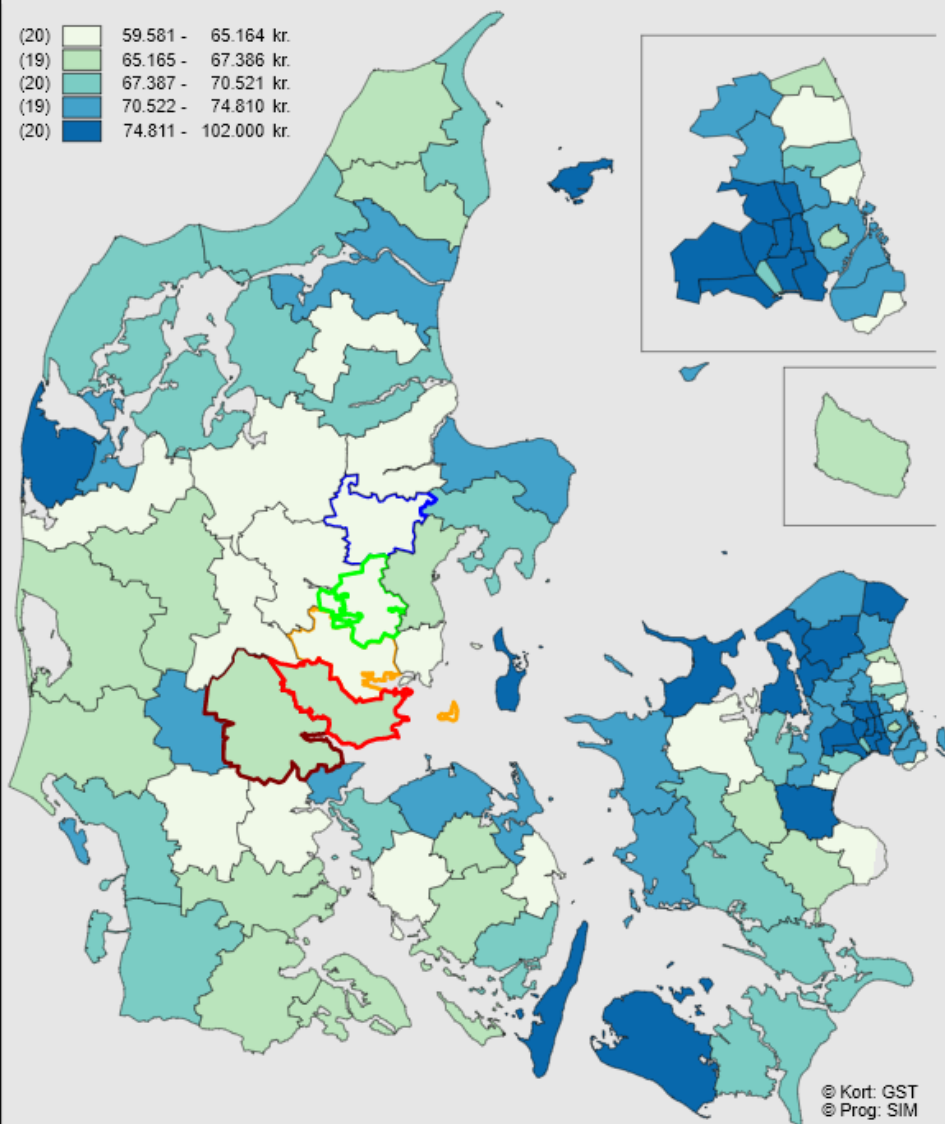 (20) 59.581 - 65.164 kr.
(19) 65.165 - 67.386 kr.
(20) 67.387 - 70.521 kr.
(19) 70.522 - 74.810 kr.
(20) 74.811 - 102.000 kr.
© Kort: GST
© Prog: SIM